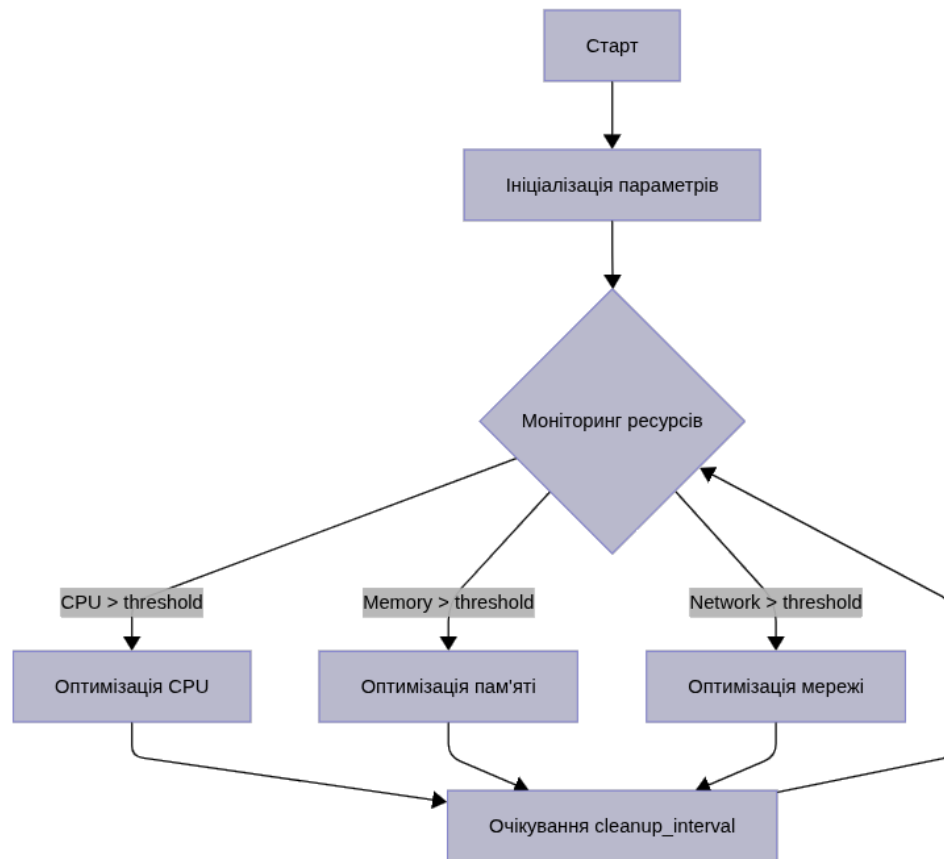 Старт
Ініціалізація параметрів
Моніторинг ресурсів
CPU > threshold
Memory > threshold
Network > threshold
Оптимізація CPU
Оптимізація пам'яті
Оптимізація мережі
Очікування cleanup_interval